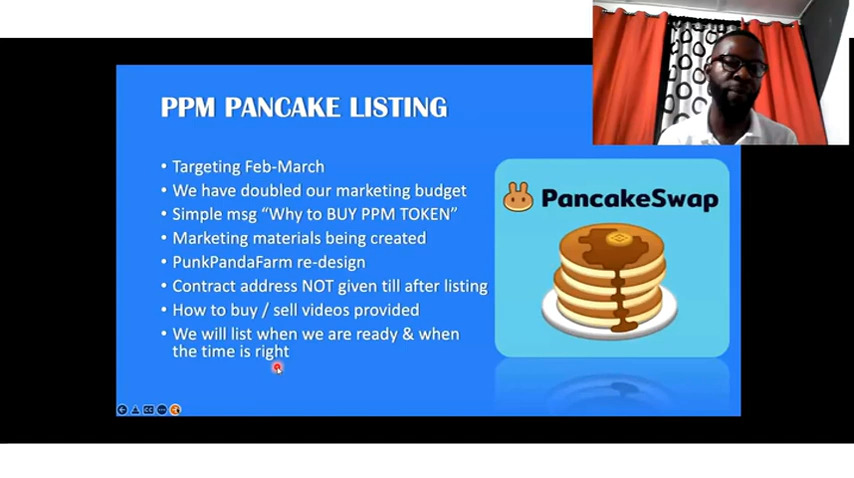 PPM PANCAKE LISTING
• Targeting Feb-March
• We have doubled our marketing budget
• Simple msg “Why to BUY PPM TOKEN”
• Marketing materials being created
• PunkPandaFarm re-design
• Contract address NOT given till after listing
• How to buy / sell videos provided
• We will list when we are ready & when
the time is right
PancakeSwap